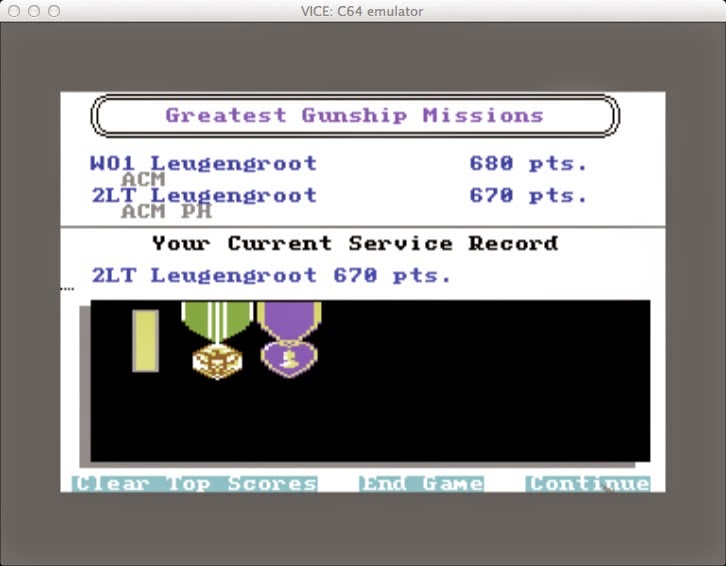 VICE: C64 emulator
Greatest Gunship Missions
WO1 Leugengroot 680 pts.
ACM
2LT Leugengroot 670 pts.
ACM PH
Your Current Service Record
2LT Leugengroot 670 pts.
Clear Top Scores End Game Continue